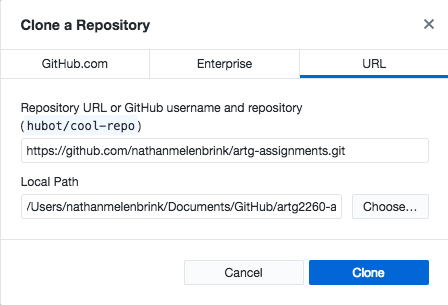 Clone a Repository
GitHub.com
Enterprise
URL
Repository URL or GitHub username and repository
(hubot/cool-repo)
https://github.com/nathanmelenbrink/artg-assignments.git
Local Path
/Users/nathanmelenbrink/Documents/GitHub/artg2260-a
Choose…
Cancel
Clone